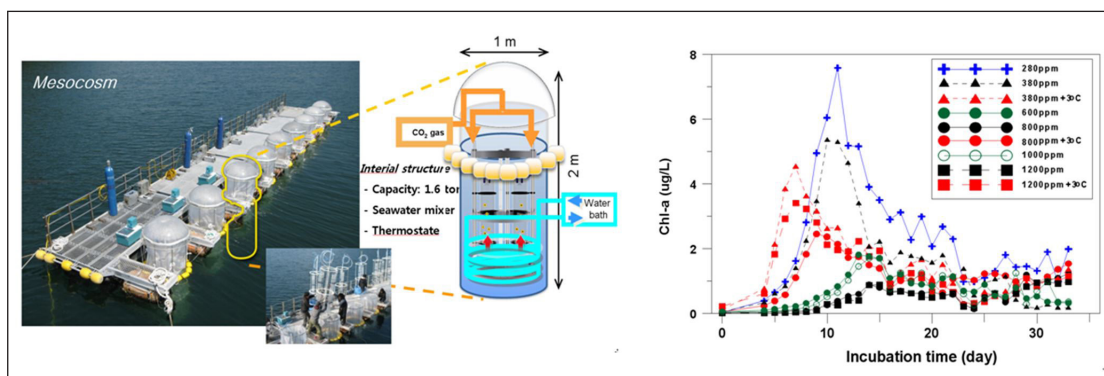 Mesocosm
1 m
CO₂ gas
2 m
Interial structure
- Capacity: 1.6 ton
- Seawater mixer
- Thermostate
Water
bath
Chl-a (ug/L)
8
6
4
2
0
0 10 20 30
Incubation time (day)
280ppm
380ppm
380ppm+3oC
600ppm
800ppm
800ppm+3oC
1000ppm
1200ppm
1200ppm+3oC